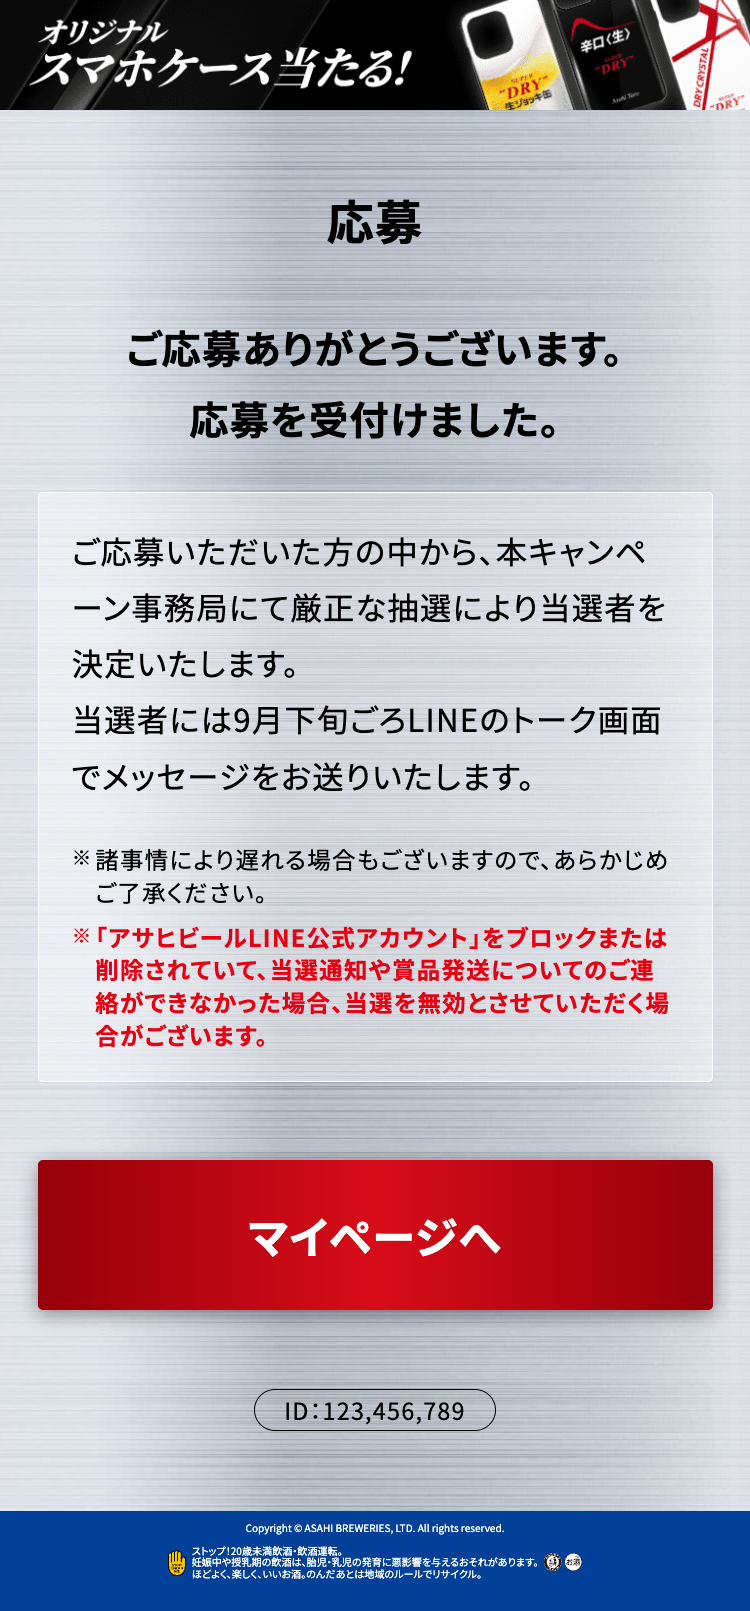 オリジナル
スマホケース当たる!
SUPER
"DRY"
生ジョッキ缶
辛口〈生〉
SUPER
"DRY"
Asahi Taro
DRY CRYSTAL
SUPER
"DRY"
応募
ご応募ありがとうございます。
応募を受付けました。
ご応募いただいた方の中から、本キャンペ
ーン事務局にて厳正な抽選により当選者を
決定いたします。
当選者には9月下旬ごろLINEのトーク画面
でメッセージをお送りいたします。
※諸事情により遅れる場合もございますので、あらかじめ
ご了承ください。
※「アサヒビールLINE公式アカウント」をブロックまたは
削除されていて、当選通知や賞品発送についてのご連
絡ができなかった場合、当選を無効とさせていただく場
合がございます。
マイページへ
ID：123,456,789
Copyright © ASAHI BREWERIES, LTD. All rights reserved.
ストップ!20歳未満飲酒・飲酒運転。
妊娠中や授乳期の飲酒は、胎児・乳児の発育に悪影響を与えるおそれがあります。
ほどよく、楽しく、いいお酒。のんだあとは地域のルールでリサイクル。
お酒